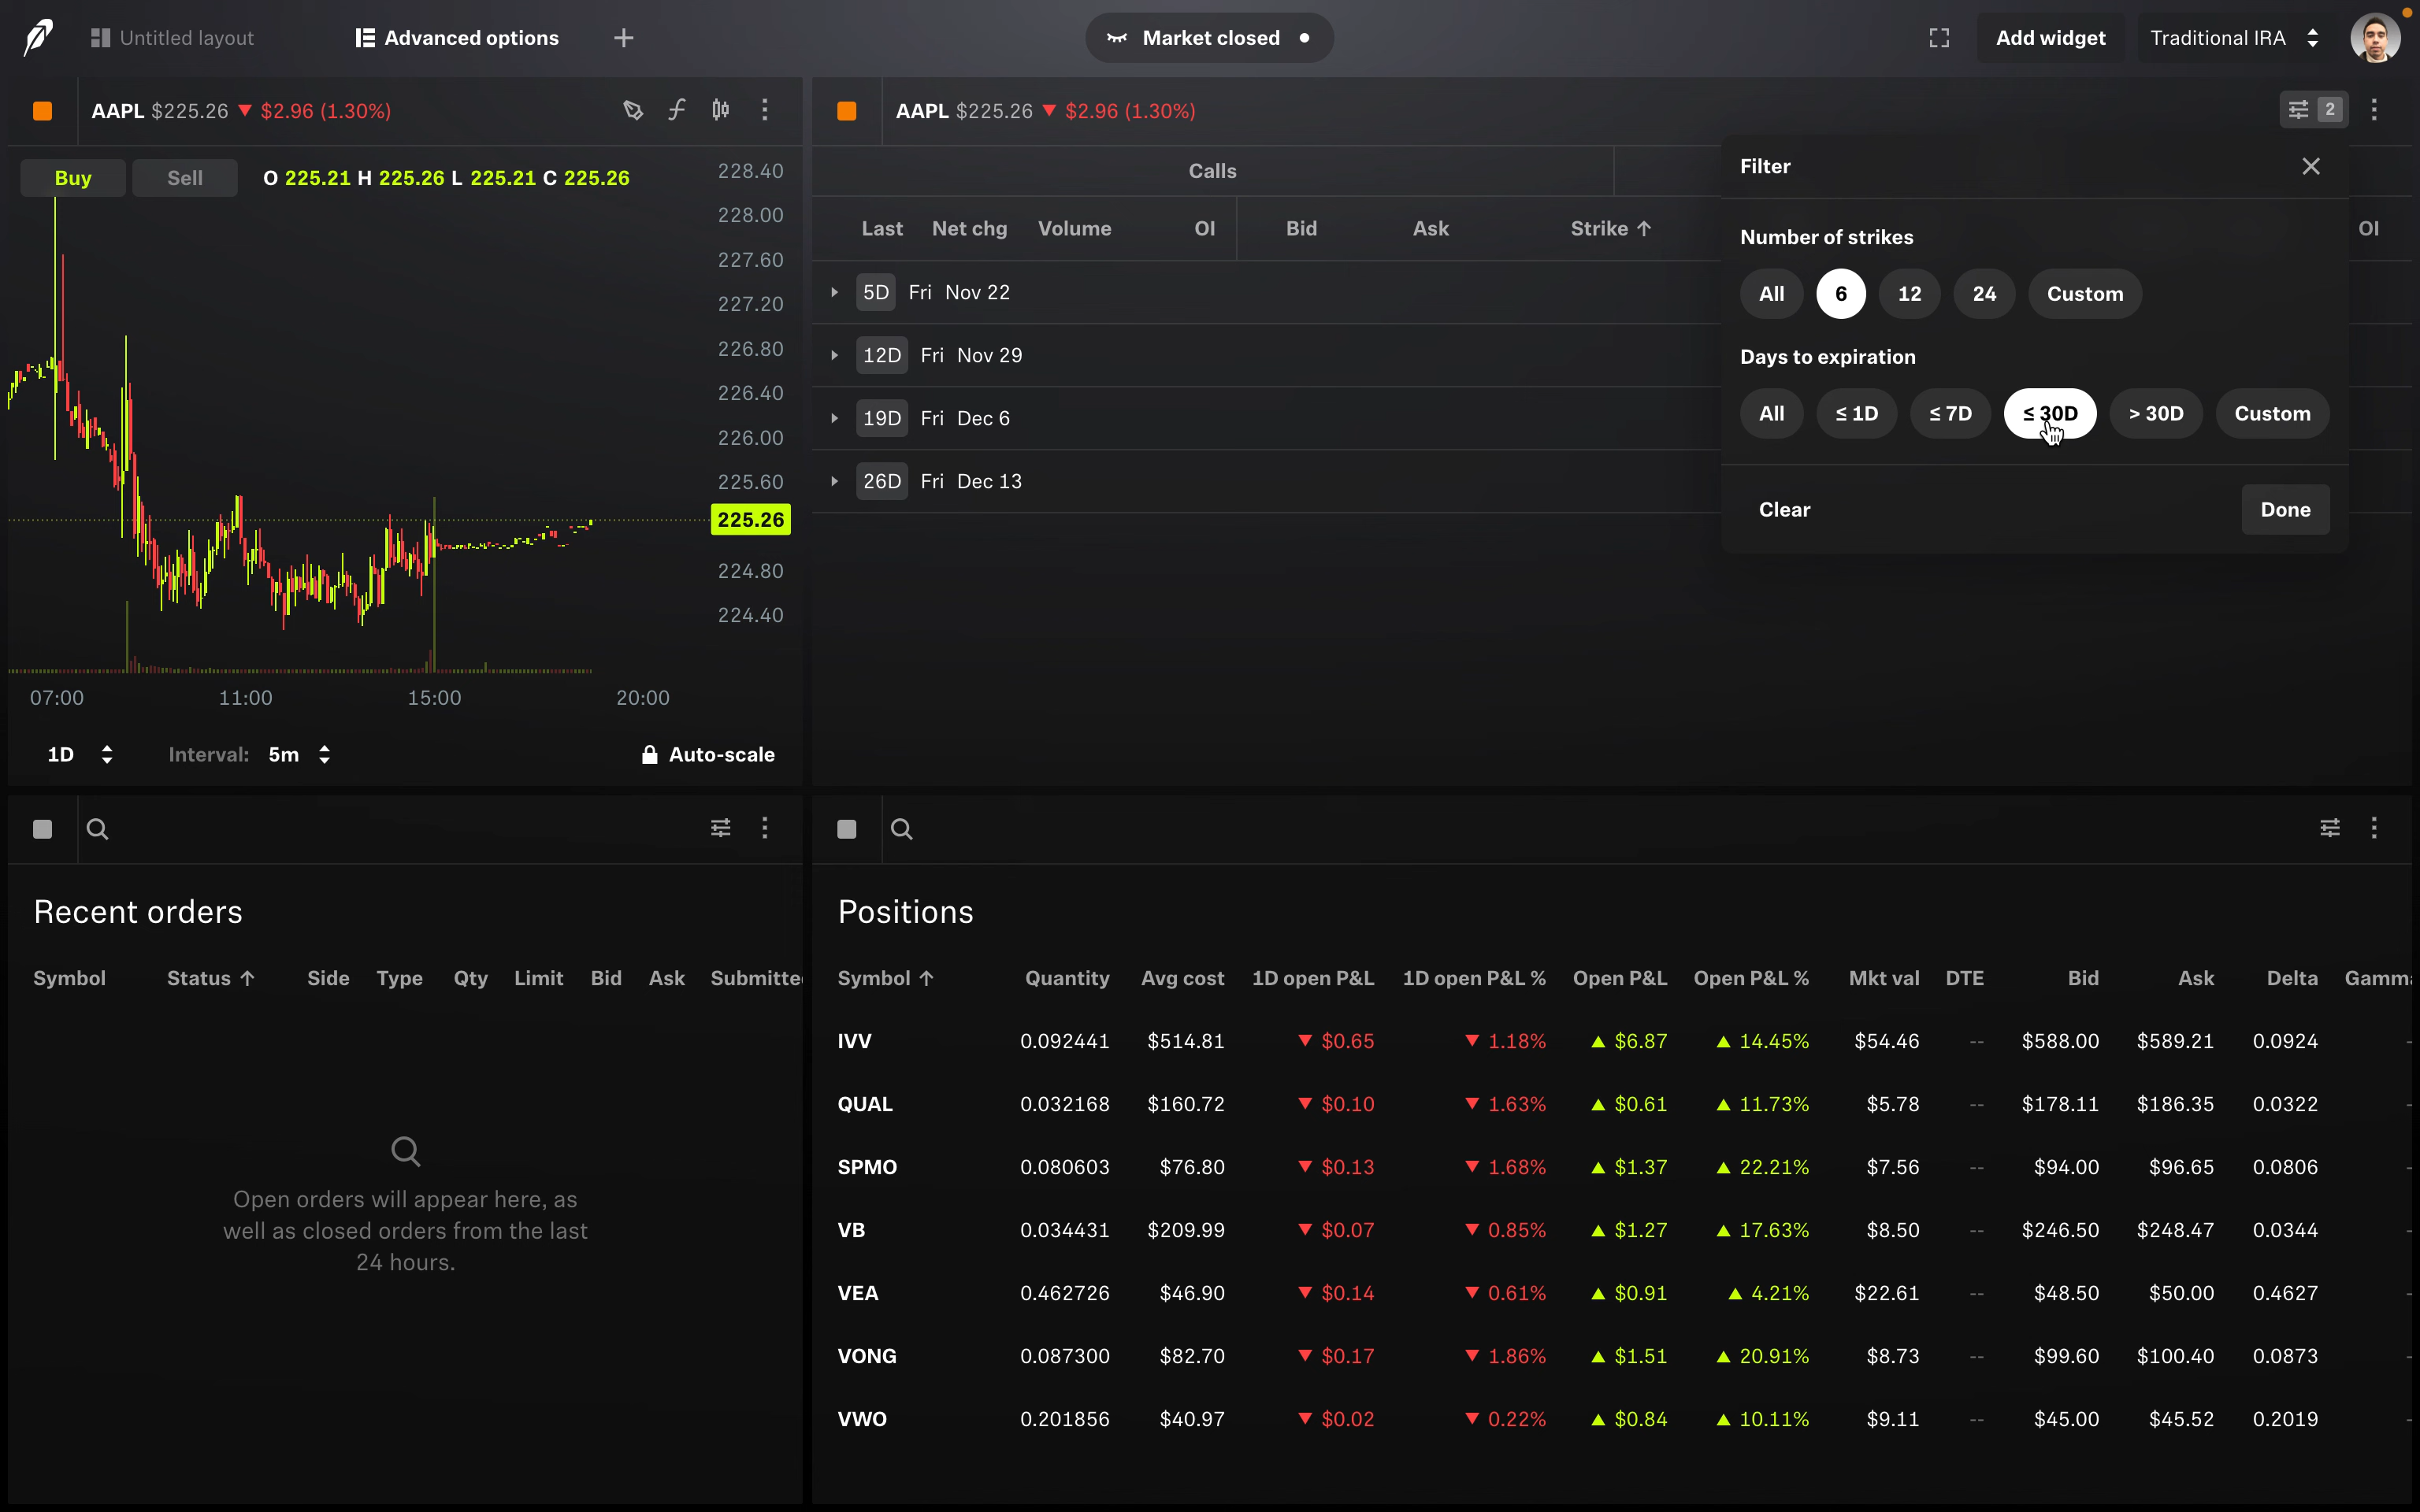 Untitled layout
Advanced options
Market closed
Add widget
Traditional IRA
AAPL $225.26 ▼ $2.96 (1.30%)
Buy
Sell
O 225.21 H 225.26 L 225.21 C 225.26
228.40
228.00
227.60
227.20
226.80
226.40
226.00
225.60
225.26
224.80
224.40
07:00 11:00 15:00 20:00
1D
Interval: 5m
Auto-scale
AAPL $225.26 ▼ $2.96 (1.30%)
2
Calls
Last Net chg Volume OI Bid Ask Strike ↑ OI
5D Fri Nov 22
12D Fri Nov 29
19D Fri Dec 6
26D Fri Dec 13
Filter
Number of strikes
All 6 12 24 Custom
Days to expiration
All ≤ 1D ≤ 7D ≤ 30D > 30D Custom
Clear Done
Recent orders
Symbol Status ↑ Side Type Qty Limit Bid Ask Submitte
Open orders will appear here, as
well as closed orders from the last
24 hours.
Positions
Symbol ↑ Quantity Avg cost 1D open P&L 1D open P&L % Open P&L Open P&L % Mkt val DTE Bid Ask Delta Gamm
IVV 0.092441 $514.81 ▼ $0.65 ▼ 1.18% ▲ $6.87 ▲ 14.45% $54.46 -- $588.00 $589.21 0.0924 -
QUAL 0.032168 $160.72 ▼ $0.10 ▼ 1.63% ▲ $0.61 ▲ 11.73% $5.78 -- $178.11 $186.35 0.0322 -
SPMO 0.080603 $76.80 ▼ $0.13 ▼ 1.68% ▲ $1.37 ▲ 22.21% $7.56 -- $94.00 $96.65 0.0806 -
VB 0.034431 $209.99 ▼ $0.07 ▼ 0.85% ▲ $1.27 ▲ 17.63% $8.50 -- $246.50 $248.47 0.0344 -
VEA 0.462726 $46.90 ▼ $0.14 ▼ 0.61% ▲ $0.91 ▲ 4.21% $22.61 -- $48.50 $50.00 0.4627 -
VONG 0.087300 $82.70 ▼ $0.17 ▼ 1.86% ▲ $1.51 ▲ 20.91% $8.73 -- $99.60 $100.40 0.0873 -
VWO 0.201856 $40.97 ▼ $0.02 ▼ 0.22% ▲ $0.84 ▲ 10.11% $9.11 -- $45.00 $45.52 0.2019 -